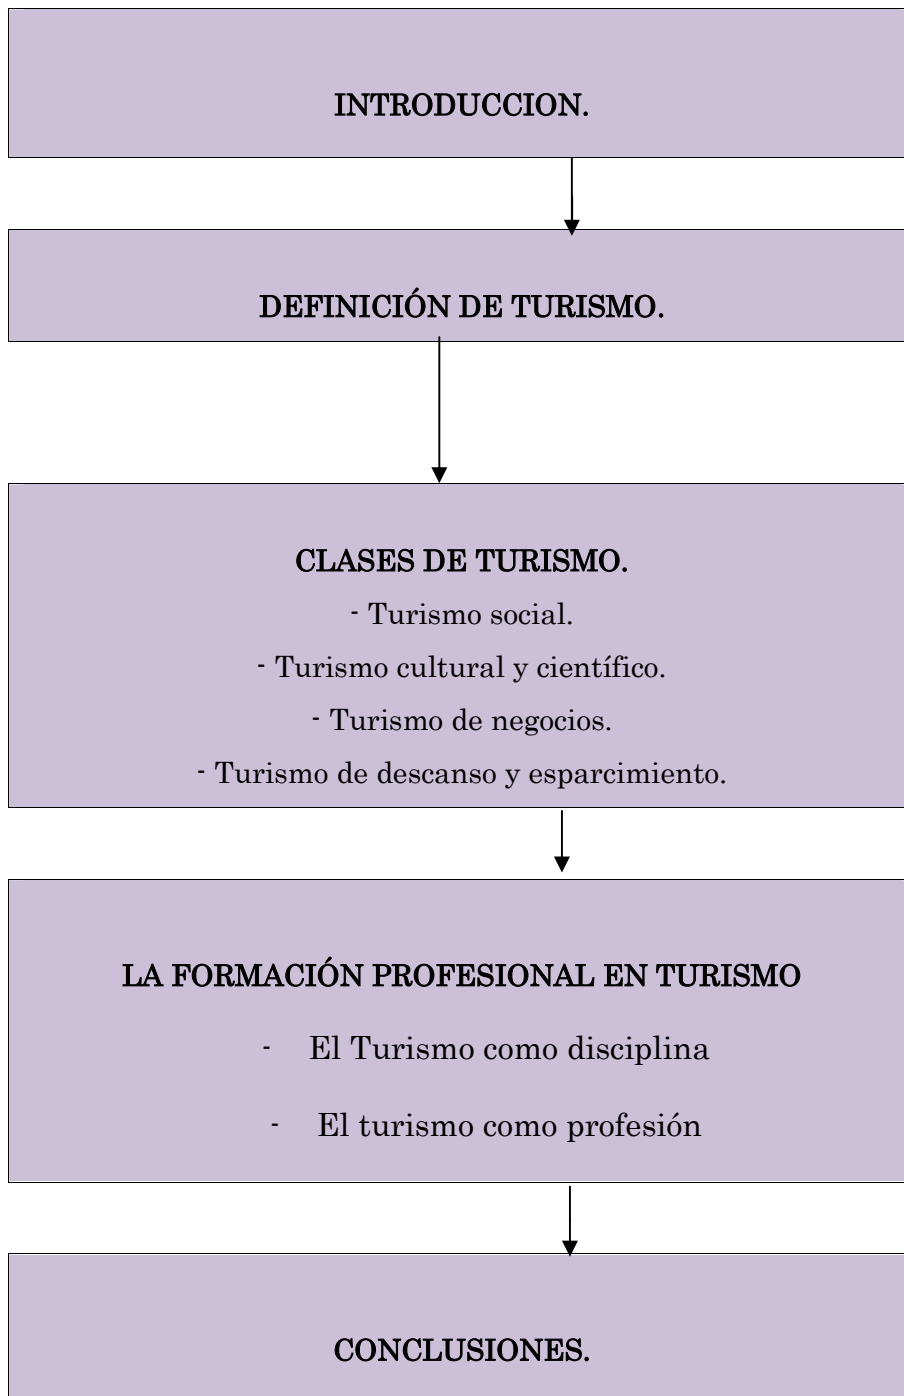 INTRODUCCION.
DEFINICIÓN DE TURISMO.
CLASES DE TURISMO.
- Turismo social.
- Turismo cultural y científico.
- Turismo de negocios.
- Turismo de descanso y esparcimiento.
LA FORMACIÓN PROFESIONAL EN TURISMO
- El Turismo como disciplina
- El turismo como profesión
CONCLUSIONES.